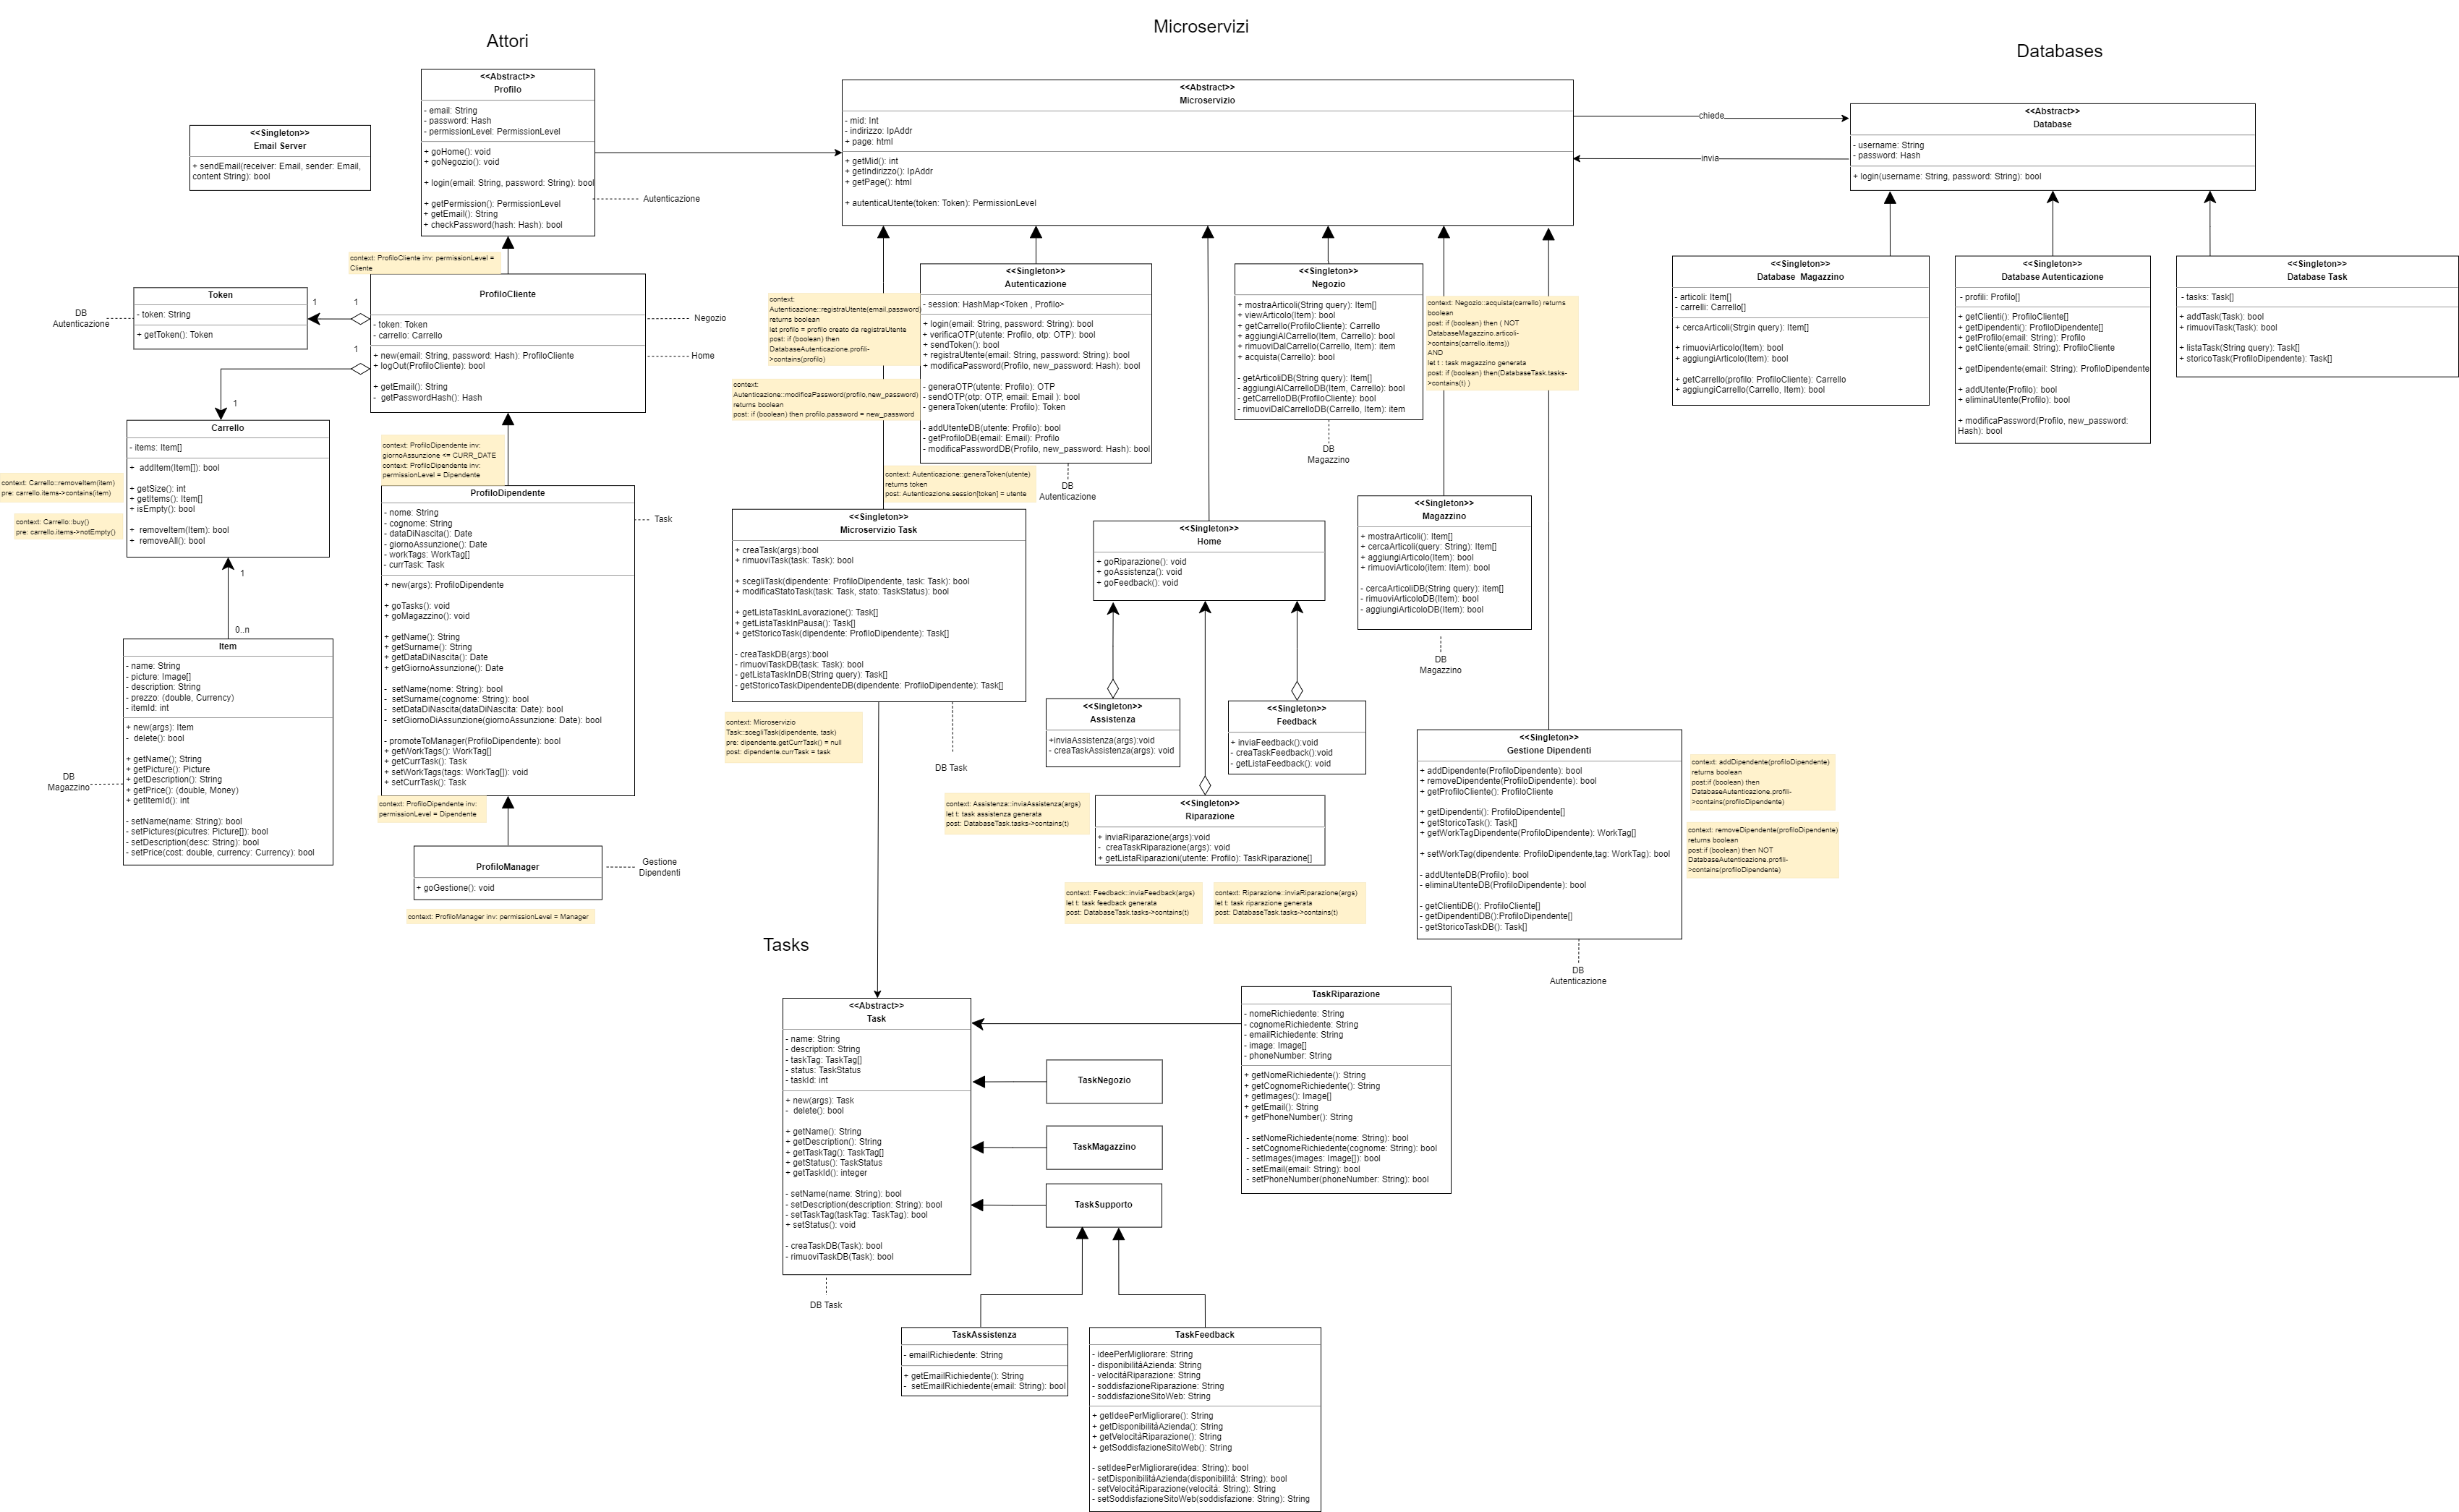 Microservizi
Attori
Databases
<<Abstract>>
Profilo
- email: String
- password: Hash
- permissionLevel: PermissionLevel
+ goHome(): void
+ goNegozio(): void
+ login(email: String, password: String): bool
+ getPermission(): PermissionLevel
+ getEmail(): String
+ checkPassword(hash: Hash): bool
Autenticazione
<<Singleton>>
Email Server
+ sendEmail(receiver: Email, sender: Email,
content String): bool
<<Abstract>>
Microservizio
- mid: Int
- indirizzo: IpAddr
+ page: html
+ getMid(): int
+ getIndirizzo(): IpAddr
+ getPage(): html
+ autenticaUtente(token: Token): PermissionLevel
chiede
invia
<<Abstract>>
Database
- username: String
- password: Hash
+ login(username: String, password: String): bool
context: ProfiloCliente inv: permissionLevel =
Cliente
Token
- token: String
+ getToken(): Token
DB
Autenticazione
1
1
ProfiloCliente
- token: Token
- carrello: Carrello
+ new(email: String, password: Hash): ProfiloCliente
+ logOut(ProfiloCliente): bool
+ getEmail(): String
-  getPasswordHash(): Hash
Negozio
Home
1
1
Carrello
- items: Item[]
+  addItem(Item[]): bool
+ getSize(): int
+ getItems(): Item[]
+ isEmpty(): bool
+  removeItem(Item): bool
+  removeAll(): bool
context: Carrello::removeItem(item)
pre: carrello.items->contains(item)
context: Carrello::buy()
pre: carrello.items->notEmpty()
1
0..n
Item
- name: String
- picture: Image[]
- description: String
- prezzo: (double, Currency)
- itemId: int
+ new(args): Item
-  delete(): bool
+ getName(); String
+ getPicture(): Picture
+ getDescription(): String
+ getPrice(): (double, Money)
+ getItemId(): int
- setName(name: String): bool
- setPictures(picutres: Picture[]): bool
- setDescription(desc: String): bool
- setPrice(cost: double, currency: Currency): bool
DB
Magazzino
context: ProfiloDipendente inv:
giornoAssunzione <= CURR_DATE
context: ProfiloDipendente inv:
permissionLevel = Dipendente
ProfiloDipendente
- nome: String
- cognome: String
- dataDiNascita(): Date
- giornoAssunzione(): Date
- workTags: WorkTag[]
- currTask: Task
+ new(args): ProfiloDipendente
+ goTasks(): void
+ goMagazzino(): void
+ getName(): String
+ getSurname(): String
+ getDataDiNascita(): Date
+ getGiornoAssunzione(): Date
-  setName(nome: String): bool
-  setSurname(cognome: String): bool
-  setDataDiNascita(dataDiNascita: Date): bool
-  setGiornoDiAssunzione(giornoAssunzione: Date): bool
- promoteToManager(ProfiloDipendente): bool
+ getWorkTags(): WorkTag[]
+ getCurrTask(): Task
+ setWorkTags(tags: WorkTag[]): void
+ setCurrTask(): Task
Task
context: ProfiloDipendente inv:
permissionLevel = Dipendente
ProfiloManager
+ goGestione(): void
Gestione
Dipendenti
context: ProfiloManager inv: permissionLevel = Manager
context:
Autenticazione::registraUtente(email,password)
returns boolean
let profilo = profilo creato da registraUtente
post: if (boolean) then
DatabaseAutenticazione.profili-
>contains(profilo)
context:
Autenticazione::modificaPassword(profilo,new_password)
returns boolean
post: if (boolean) then profilo.password = new_password
<<Singleton>>
Autenticazione
- session: HashMap<Token , Profilo>
+ login(email: String, password: String): bool
+ verificaOTP(utente: Profilo, otp: OTP): bool
+ sendToken(): bool
+ registraUtente(email: String, password: String): bool
+ modificaPassword(Profilo, new_password: Hash): bool
- generaOTP(utente: Profilo): OTP
- sendOTP(otp: OTP, email: Email ): bool
- generaToken(utente: Profilo): Token
- addUtenteDB(utente: Profilo): bool
- getProfiloDB(email: Email): Profilo
- modificaPasswordDB(Profilo, new_password: Hash): bool
context: Autenticazione::generaToken(utente)
returns token
post: Autenticazione.session[token] = utente
DB
Autenticazione
<<Singleton>>
Negozio
+ mostraArticoli(String query): Item[]
+ viewArticolo(Item): bool
+ getCarrello(ProfiloCliente): Carrello
+ aggiungiAlCarrello(Item, Carrello): bool
+ rimuoviDalCarrello(Carrello, Item): item
+ acquista(Carrello): bool
- getArticoliDB(String query): Item[]
- aggiungiAlCarrelloDB(Item, Carrello): bool
- getCarrelloDB(ProfiloCliente): bool
- rimuoviDalCarrelloDB(Carrello, Item): item
DB
Magazzino
context: Negozio::acquista(carrello) returns
boolean
post: if (boolean) then ( NOT
DatabaseMagazzino.articoli-
>contains(carrello.items))
AND
let t : task magazzino generata
post: if (boolean) then(DatabaseTask.tasks-
>contains(t) )
<<Singleton>>
Database  Magazzino
- articoli: Item[]
- carrelli: Carrello[]
+ cercaArticoli(Strgin query): Item[]
+ rimuoviArticolo(Item): bool
+ aggiungiArticolo(Item): bool
+ getCarrello(profilo: ProfiloCliente): Carrello
+ aggiungiCarrello(Carrello, Item): bool
<<Singleton>>
Database Autenticazione
- profili: Profilo[]
+ getClienti(): ProfiloCliente[]
+ getDipendenti(): ProfiloDipendente[]
+ getProfilo(email: String): Profilo
+ getCliente(email: String): ProfiloCliente
+ getDipendente(email: String): ProfiloDipendente
+ addUtente(Profilo): bool
+ eliminaUtente(Profilo): bool
+ modificaPassword(Profilo, new_password:
Hash): bool
<<Singleton>>
Database Task
- tasks: Task[]
+ addTask(Task): bool
+ rimuoviTask(Task): bool
+ listaTask(String query): Task[]
+ storicoTask(ProfiloDipendente): Task[]
<<Singleton>>
Microservizio Task
+ creaTask(args):bool
+ rimuoviTask(task: Task): bool
+ scegliTask(dipendente: ProfiloDipendente, task: Task): bool
+ modificaStatoTask(task: Task, stato: TaskStatus): bool
+ getListaTaskInLavorazione(): Task[]
+ getListaTaskInPausa(): Task[]
+ getStoricoTask(dipendente: ProfiloDipendente): Task[]
- creaTaskDB(args):bool
- rimuoviTaskDB(task: Task): bool
- getListaTaskInDB(String query): Task[]
- getStoricoTaskDipendenteDB(dipendente: ProfiloDipendente): Task[]
context: Microservizio
Task::scegliTask(dipendente, task)
pre: dipendente.getCurrTask() = null
post: dipendente.currTask = task
DB Task
<<Singleton>>
Home
+ goRiparazione(): void
+ goAssistenza(): void
+ goFeedback(): void
<<Singleton>>
Magazzino
+ mostraArticoli(): Item[]
+ cercaArticoli(query: String): Item[]
+ aggiungiArticolo(Item): bool
+ rimuoviArticolo(item: Item): bool
- cercaArticoliDB(String query): item[]
- rimuoviArticoloDB(Item): bool
- aggiungiArticoloDB(Item): bool
DB
Magazzino
<<Singleton>>
Assistenza
+inviaAssistenza(args):void
- creaTaskAssistenza(args): void
<<Singleton>>
Feedback
+ inviaFeedback():void
- creaTaskFeedback():void
- getListaFeedback(): void
context: Assistenza::inviaAssistenza(args)
let t: task assistenza generata
post: DatabaseTask.tasks->contains(t)
<<Singleton>>
Riparazione
+ inviaRiparazione(args):void
-  creaTaskRiparazione(args): void
+ getListaRiparazioni(utente: Profilo): TaskRiparazione[]
context: Feedback::inviaFeedback(args)
let t: task feedback generata
post: DatabaseTask.tasks->contains(t)
context: Riparazione::inviaRiparazione(args)
let t: task riparazione generata
post: DatabaseTask.tasks->contains(t)
<<Singleton>>
Gestione Dipendenti
+ addDipendente(ProfiloDipendente): bool
+ removeDipendente(ProfiloDipendente): bool
+ getProfiloCliente(): ProfiloCliente
+ getDipendenti(): ProfiloDipendente[]
+ getStoricoTask(): Task[]
+ getWorkTagDipendente(ProfiloDipendente): WorkTag[]
+ setWorkTag(dipendente: ProfiloDipendente,tag: WorkTag): bool
- addUtenteDB(Profilo): bool
- eliminaUtenteDB(ProfiloDipendente): bool
- getClientiDB(): ProfiloCliente[]
- getDipendentiDB():ProfiloDipendente[]
- getStoricoTaskDB(): Task[]
DB
Autenticazione
context: addDipendente(profiloDipendente)
returns boolean
post:if (boolean) then
DatabaseAutenticazione.profili-
>contains(profiloDipendente)
context: removeDipendente(profiloDipendente)
returns boolean
post:if (boolean) then NOT
DatabaseAutenticazione.profili-
>contains(profiloDipendente)
Tasks
<<Abstract>>
Task
- name: String
- description: String
- taskTag: TaskTag[]
- status: TaskStatus
- taskId: int
+ new(args): Task
-  delete(): bool
+ getName(): String
+ getDescription(): String
+ getTaskTag(): TaskTag[]
+ getStatus(): TaskStatus
+ getTaskId(): integer
- setName(name: String): bool
- setDescription(description: String): bool
- setTaskTag(taskTag: TaskTag): bool
+ setStatus(): void
- creaTaskDB(Task): bool
- rimuoviTaskDB(Task): bool
DB Task
TaskNegozio
TaskMagazzino
TaskSupporto
TaskRiparazione
- nomeRichiedente: String
- cognomeRichiedente: String
- emailRichiedente: String
- image: Image[]
- phoneNumber: String
+ getNomeRichiedente(): String
+ getCognomeRichiedente(): String
+ getImages(): Image[]
+ getEmail(): String
+ getPhoneNumber(): String
- setNomeRichiedente(nome: String): bool
- setCognomeRichiedente(cognome: String): bool
- setImages(images: Image[]): bool
- setEmail(email: String): bool
- setPhoneNumber(phoneNumber: String): bool
TaskAssistenza
- emailRichiedente: String
+ getEmailRichiedente(): String
-  setEmailRichiedente(email: String): bool
TaskFeedback
- ideePerMigliorare: String
- disponibilitàAzienda: String
- velocitàRiparazione: String
- soddisfazioneRiparazione: String
- soddisfazioneSitoWeb: String
+ getIdeePerMigliorare(): String
+ getDisponibilitàAzienda(): String
+ getVelocitàRiparazione(): String
+ getSoddisfazioneSitoWeb(): String
- setIdeePerMigliorare(idea: String): bool
- setDisponibilitàAzienda(disponibilità: String): bool
- setVelocitàRiparazione(velocità: String): String
- setSoddisfazioneSitoWeb(soddisfazione: String): String